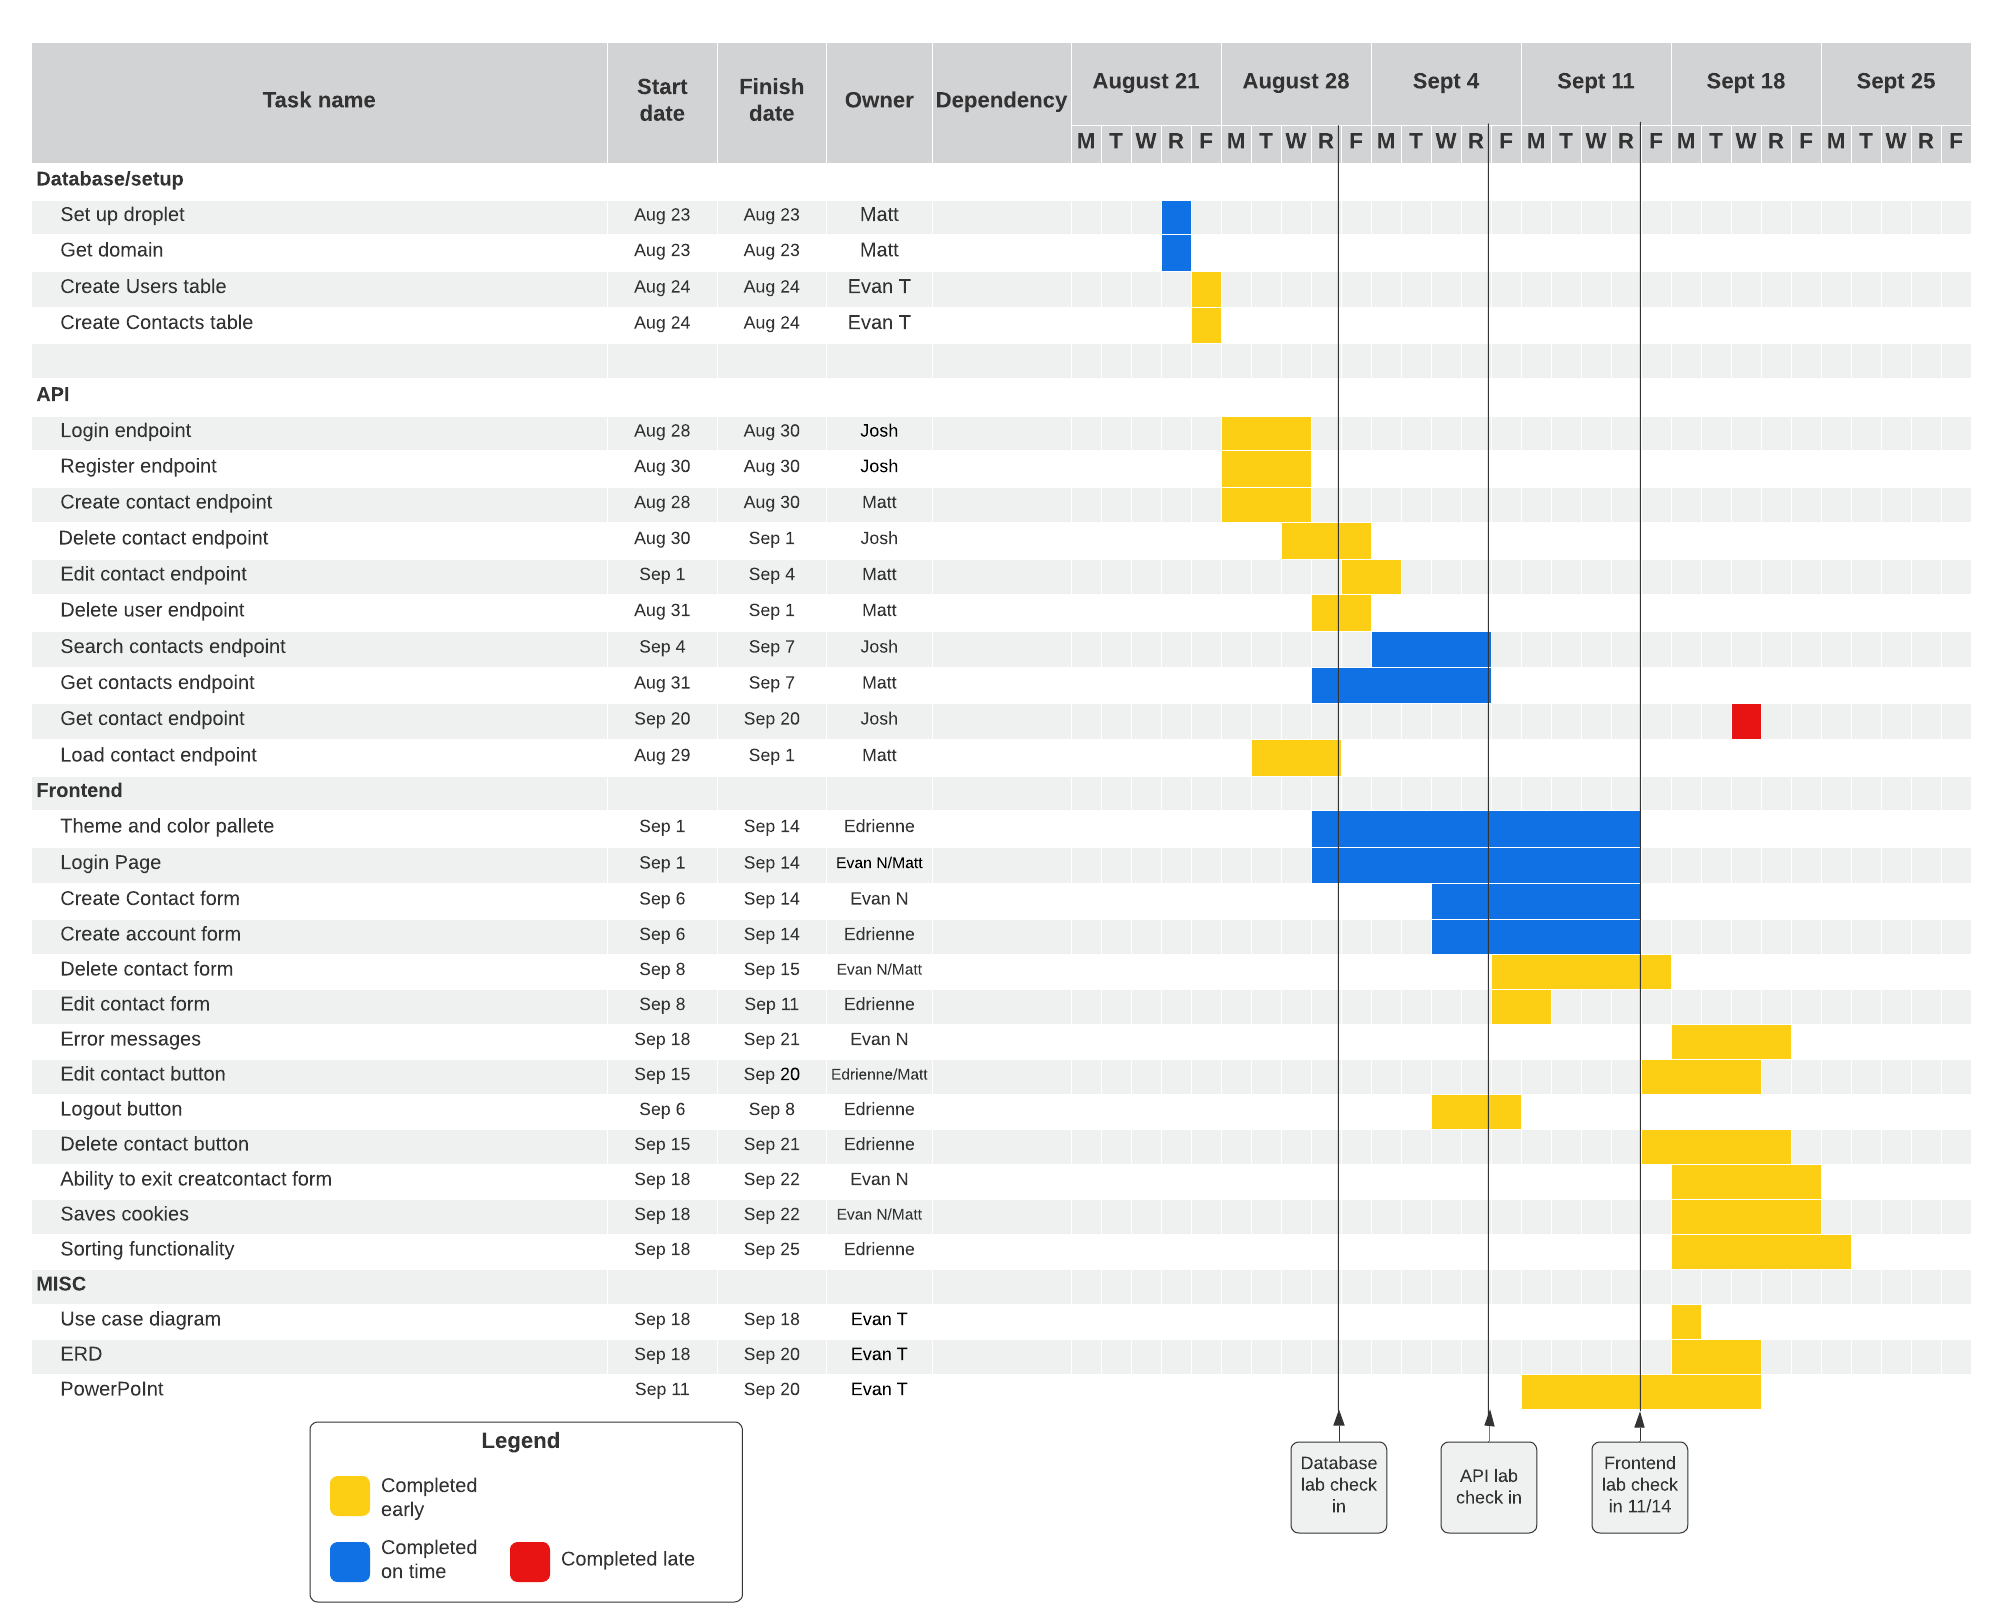 Task name Start date Finish date Owner Dependency August 21 August 28 Sept 4 Sept 11 Sept 18 Sept 25
M T W R F M T W R F M T W R F M T W R F M T W R F M T W R F
Database/setup
Set up droplet Aug 23 Aug 23 Matt
Get domain Aug 23 Aug 23 Matt
Create Users table Aug 24 Aug 24 Evan T
Create Contacts table Aug 24 Aug 24 Evan T
API
Login endpoint Aug 28 Aug 30 Josh
Register endpoint Aug 30 Aug 30 Josh
Create contact endpoint Aug 28 Aug 30 Matt
Delete contact endpoint Aug 30 Sep 1 Josh
Edit contact endpoint Sep 1 Sep 4 Matt
Delete user endpoint Aug 31 Sep 1 Matt
Search contacts endpoint Sep 4 Sep 7 Josh
Get contacts endpoint Aug 31 Sep 7 Matt
Get contact endpoint Sep 20 Sep 20 Josh
Load contact endpoint Aug 29 Sep 1 Matt
Frontend
Theme and color pallete Sep 1 Sep 14 Edrienne
Login Page Sep 1 Sep 14 Evan N/Matt
Create Contact form Sep 6 Sep 14 Evan N
Create account form Sep 6 Sep 14 Edrienne
Delete contact form Sep 8 Sep 15 Evan N/Matt
Edit contact form Sep 8 Sep 11 Edrienne
Error messages Sep 18 Sep 21 Evan N
Edit contact button Sep 15 Sep 20 Edrienne/Matt
Logout button Sep 6 Sep 8 Edrienne
Delete contact button Sep 15 Sep 21 Edrienne
Ability to exit creatcontact form Sep 18 Sep 22 Evan N
Saves cookies Sep 18 Sep 22 Evan N/Matt
Sorting functionality Sep 18 Sep 25 Edrienne
MISC
Use case diagram Sep 18 Sep 18 Evan T
ERD Sep 18 Sep 20 Evan T
PowerPoInt Sep 11 Sep 20 Evan T
Legend
Completed
early
Completed
on time
Completed late
Database
lab check
in
API lab
check in
Frontend
lab check
in 11/14